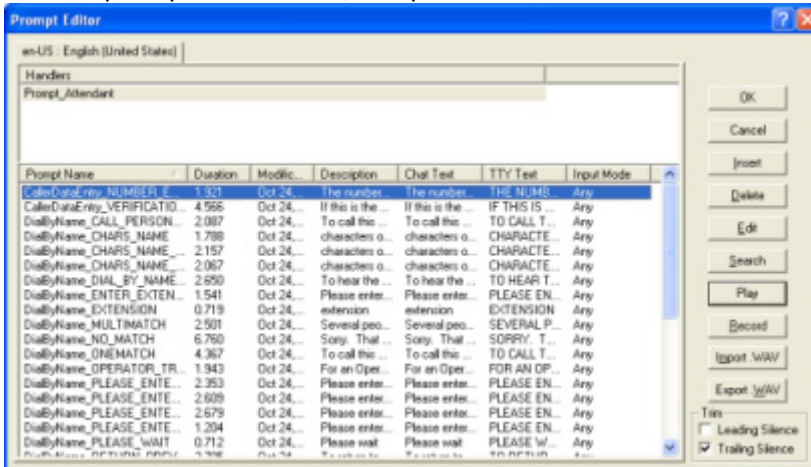 Prompt Editor
en-US : English (United States)
Handlers
Prompt_Attendant
Prompt Name Duration Modific... Description Chat Text TTY Text Input Mode
CallerDataEntry_NUMBER_E... 1.921 Oct 24,... The number... The number... THE NUMB... Any
CallerDataEntry_VERIFICATIO... 4.566 Oct 24,... If this is the ... If this is the ... IF THIS IS ... Any
DialByName_CALL_PERSON... 2.087 Oct 24,... To call this ... To call this ... TO CALL T... Any
DialByName_CHARS_NAME 1.788 Oct 24,... characters o... characters o... CHARACTE... Any
DialByName_CHARS_NAME_... 2.157 Oct 24,... characters o... characters o... CHARACTE... Any
DialByName_CHARS_NAME_... 2.067 Oct 24,... characters o... characters o... CHARACTE... Any
DialByName_DIAL_BY_NAME... 2.650 Oct 24,... To hear the ... To hear the ... TO HEAR T... Any
DialByName_ENTER_EXTEN... 1.541 Oct 24,... Please enter... Please enter... PLEASE EN... Any
DialByName_EXTENSION 0.719 Oct 24,... extension extension EXTENSION Any
DialByName_MULTIMATCH 2.501 Oct 24,... Several peo... Several peo... SEVERAL P... Any
DialByName_NO_MATCH 6.760 Oct 24,... Sorry. That ... Sorry. That ... SORRY. T... Any
DialByName_ONEMATCH 4.367 Oct 24,... To call this ... To call this ... TO CALL T... Any
DialByName_OPERATOR_TR... 1.943 Oct 24,... For an Oper... For an Oper... FOR AN OP... Any
DialByName_PLEASE_ENTE... 2.353 Oct 24,... Please enter... Please enter... PLEASE EN... Any
DialByName_PLEASE_ENTE... 2.609 Oct 24,... Please enter... Please enter... PLEASE EN... Any
DialByName_PLEASE_ENTE... 2.679 Oct 24,... Please enter... Please enter... PLEASE EN... Any
DialByName_PLEASE_ENTE... 1.204 Oct 24,... Please enter... Please enter... PLEASE EN... Any
DialByName_PLEASE_WAIT 0.712 Oct 24,... Please wait Please wait PLEASE W... Any
OK
Cancel
Insert
Delete
Edit
Search
Play
Record
Import .WAV
Export .WAV
Trim
Leading Silence
Trailing Silence